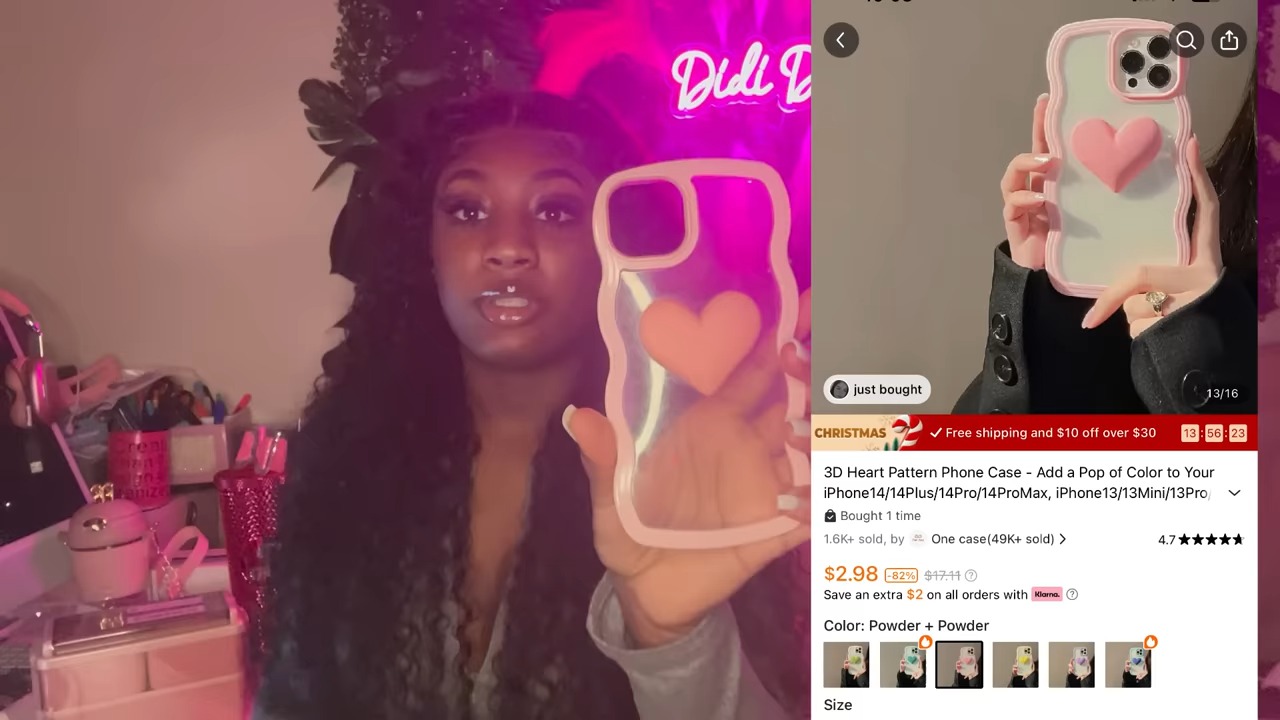 Didi D
just bought
13/16
CHRISTMAS
Free shipping and $10 off over $30
13:56:23
3D Heart Pattern Phone Case - Add a Pop of Color to Your
iPhone14/14Plus/14Pro/14ProMax, iPhone13/13Mini/13Pro/
Bought 1 time
1.6K+ sold, by One case(49K+ sold)
4.7
$2.98 -82% $17.11
Save an extra $2 on all orders with Klarna.
Color: Powder + Powder
Size